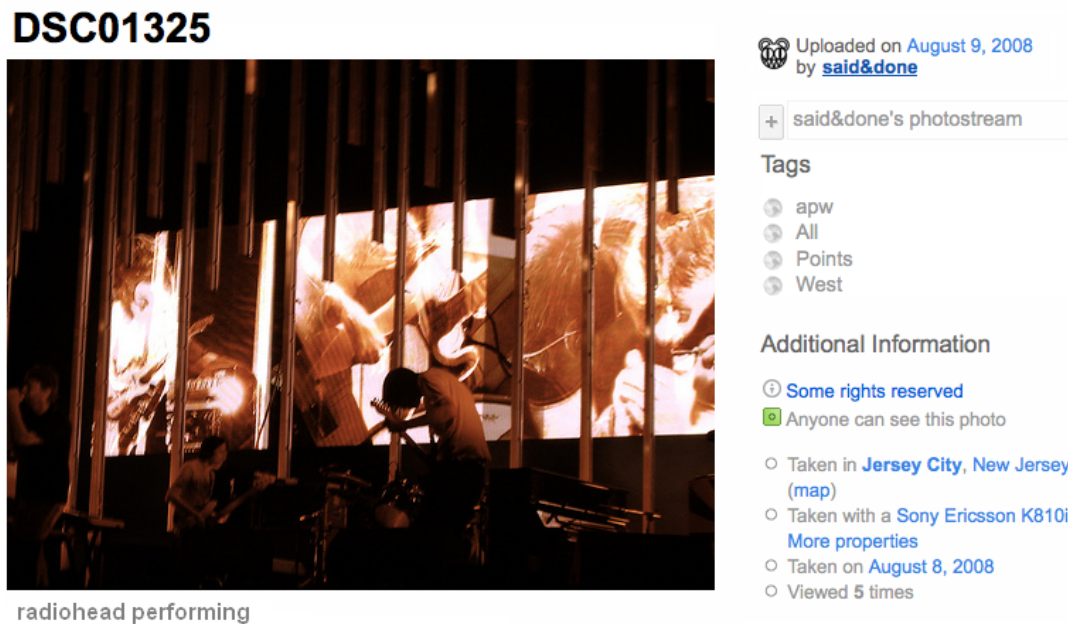 DSC01325
Uploaded on August 9, 2008
by said&done
+ said&done's photostream
Tags
apw
All
Points
West
Additional Information
Some rights reserved
Anyone can see this photo
Taken in Jersey City, New Jersey
(map)
Taken with a Sony Ericsson K810i
More properties
Taken on August 8, 2008
Viewed 5 times
radiohead performing